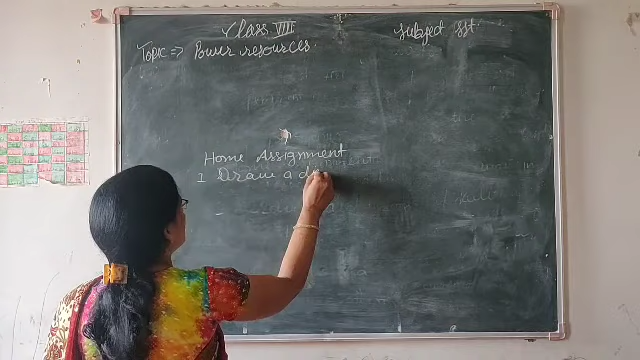 Class VIII
Subject SSt.
Topic => Power resources.
Home Assignment
1 Draw a d